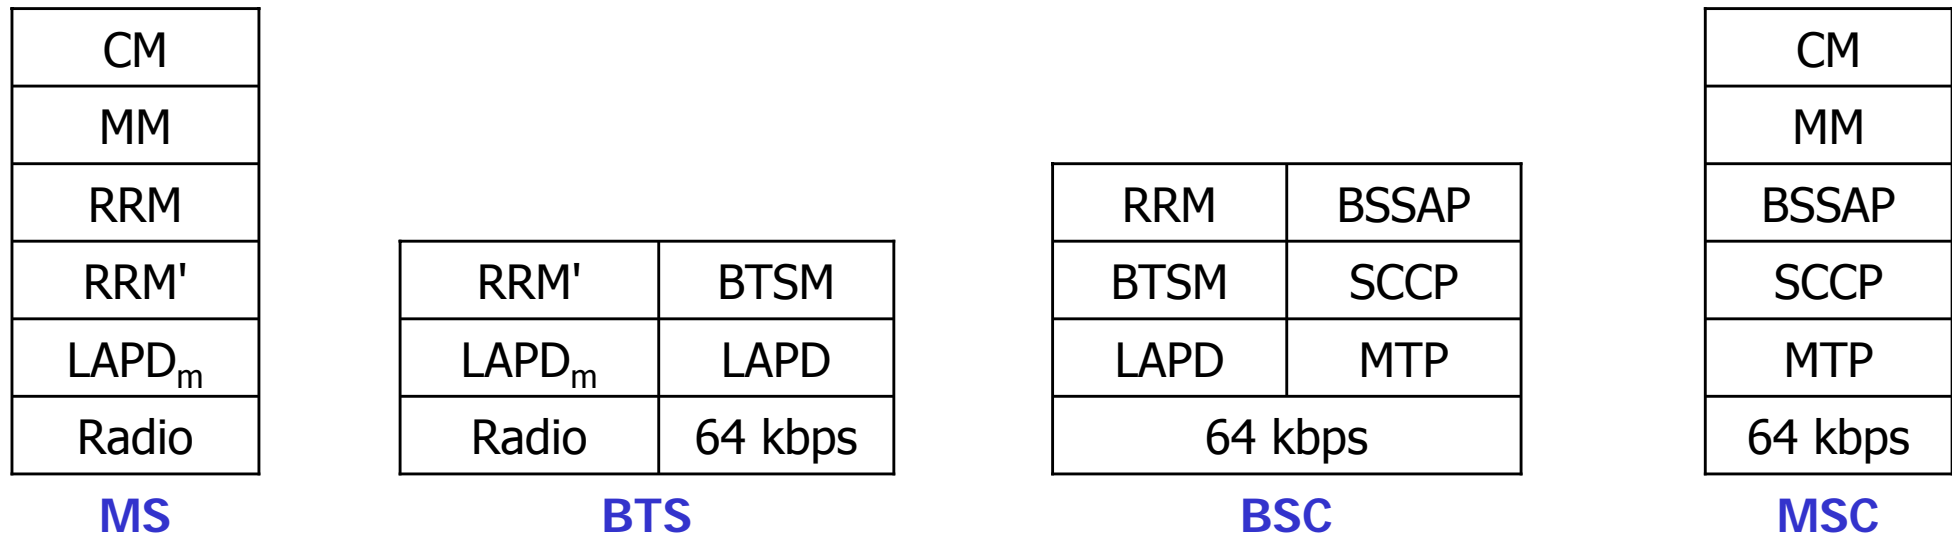 CM CM
MM MM
RRM RRM BSSAP BSSAP
RRM' RRM' BTSM BTSM SCCP SCCP
LAPDm LAPDm LAPD LAPD MTP MTP
Radio Radio 64 kbps 64 kbps 64 kbps
MS BTS BSC MSC